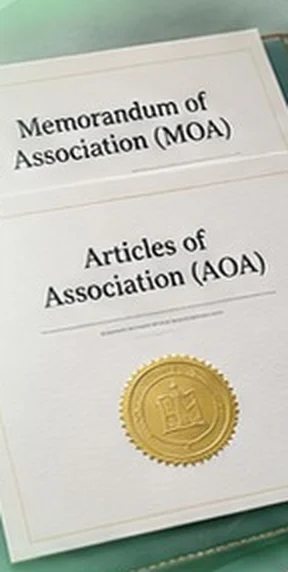 Memorandum of
Association (MOA)
Articles of
Association (AOA)